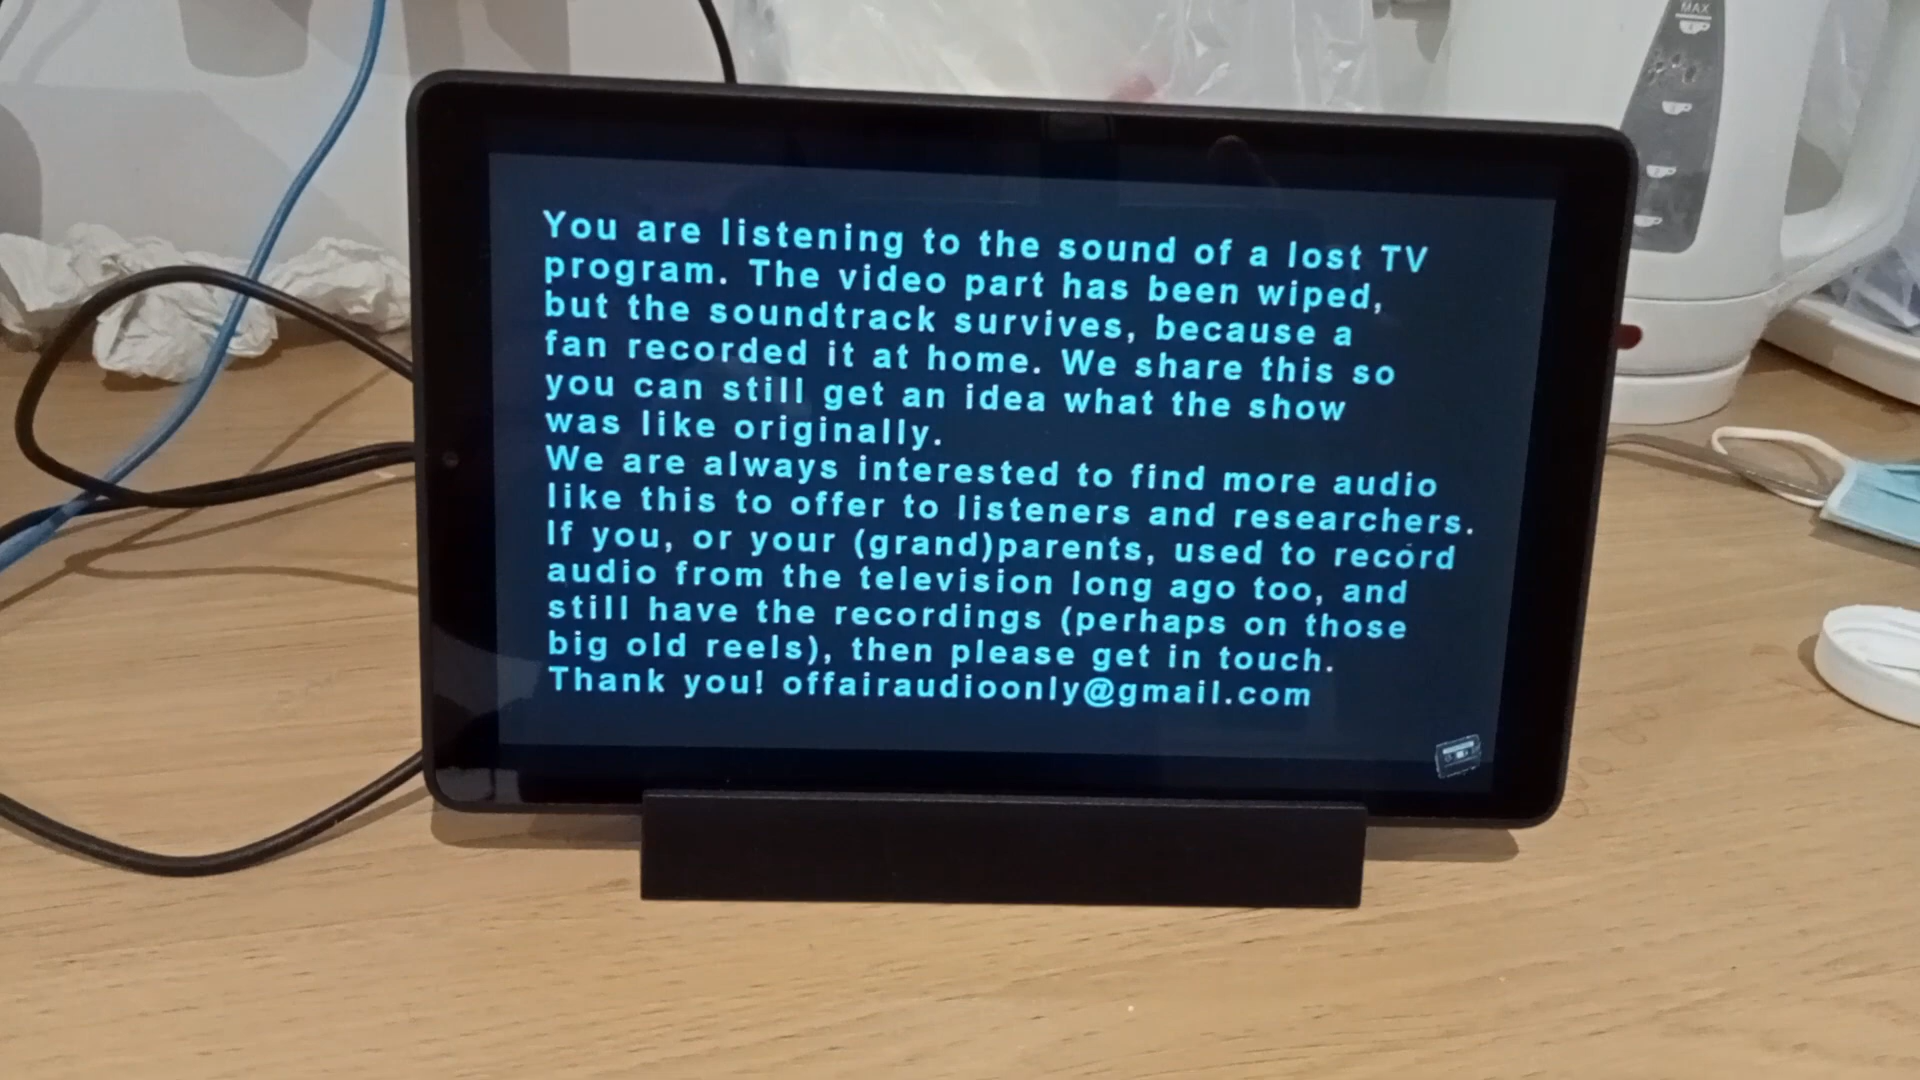 You are listening to the sound of a lost TV
program. The video part has been wiped,
but the soundtrack survives, because a
fan recorded it at home. We share this so
you can still get an idea what the show
was like originally.
We are always interested to find more audio
like this to offer to listeners and researchers.
If you, or your (grand)parents, used to record
audio from the television long ago too, and
still have the recordings (perhaps on those
big old reels), then please get in touch.
Thank you! offairaudioonly@gmail.com
MAX